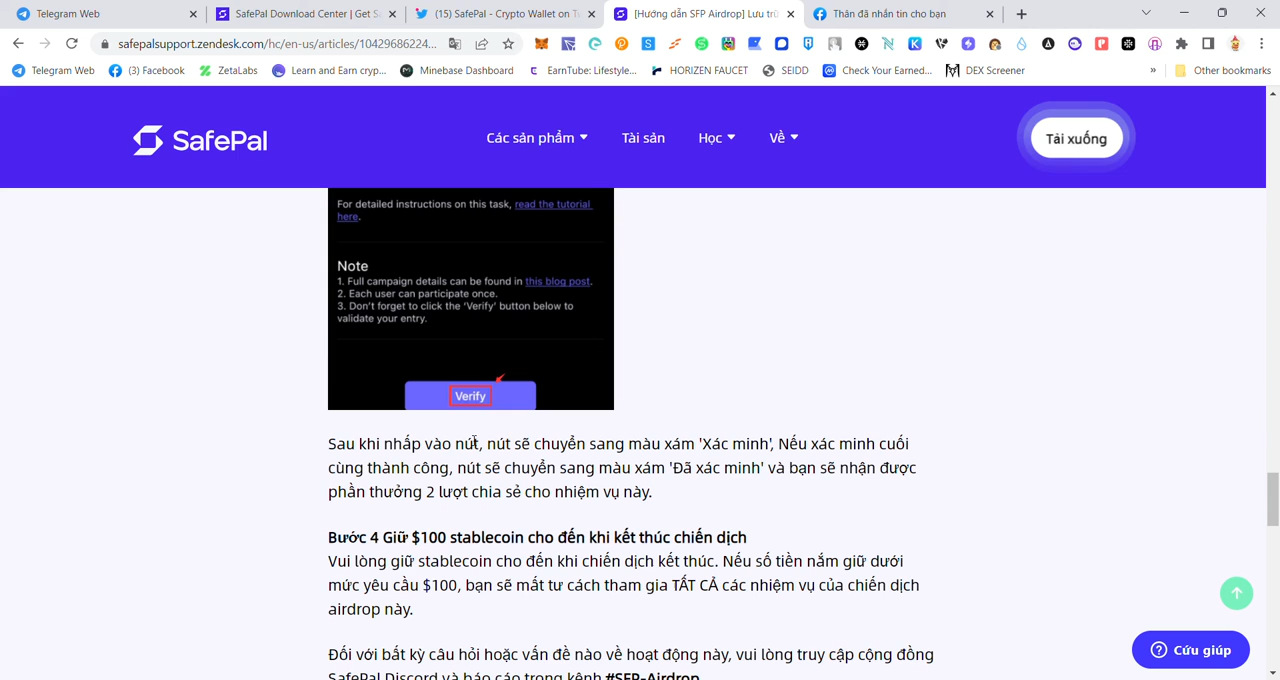 Telegram Web
SafePal Download Center | Get Sa
(15) SafePal - Crypto Wallet on Tw
[Hướng dẫn SFP Airdrop] Lưu trữ
Thân đã nhắn tin cho bạn
safepalsupport.zendesk.com/hc/en-us/articles/10429686224...
Telegram Web
(3) Facebook
ZetaLabs
Learn and Earn cryp...
Minebase Dashboard
EarnTube: Lifestyle...
HORIZEN FAUCET
SEIDD
Check Your Earned...
DEX Screener
»
Other bookmarks
SafePal
Các sản phẩm
Tài sản
Học
Về
Tải xuống
For detailed instructions on this task, read the tutorial
here.
Note
1. Full campaign details can be found in this blog post.
2. Each user can participate once.
3. Don't forget to click the 'Verify' button below to
validate your entry.
Verify
Sau khi nhấp vào nút, nút sẽ chuyển sang màu xám 'Xác minh', Nếu xác minh cuối
cùng thành công, nút sẽ chuyển sang màu xám 'Đã xác minh' và bạn sẽ nhận được
phần thưởng 2 lượt chia sẻ cho nhiệm vụ này.
Bước 4 Giữ $100 stablecoin cho đến khi kết thúc chiến dịch
Vui lòng giữ stablecoin cho đến khi chiến dịch kết thúc. Nếu số tiền nắm giữ dưới
mức yêu cầu $100, bạn sẽ mất tư cách tham gia TẤT CẢ các nhiệm vụ của chiến dịch
airdrop này.
Đối với bất kỳ câu hỏi hoặc vấn đề nào về hoạt động này, vui lòng truy cập cộng đồng
SafePal Discord và báo cáo trong kênh #SFP-Airdrop
Cứu giúp